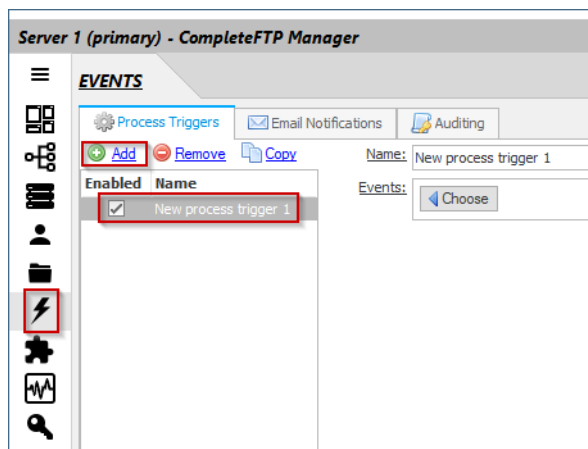 Server 1 (primary) - CompleteFTP Manager
EVENTS
Process Triggers Email Notifications Auditing
Add Remove Copy Name: New process trigger 1
Enabled Name Events: Choose
New process trigger 1